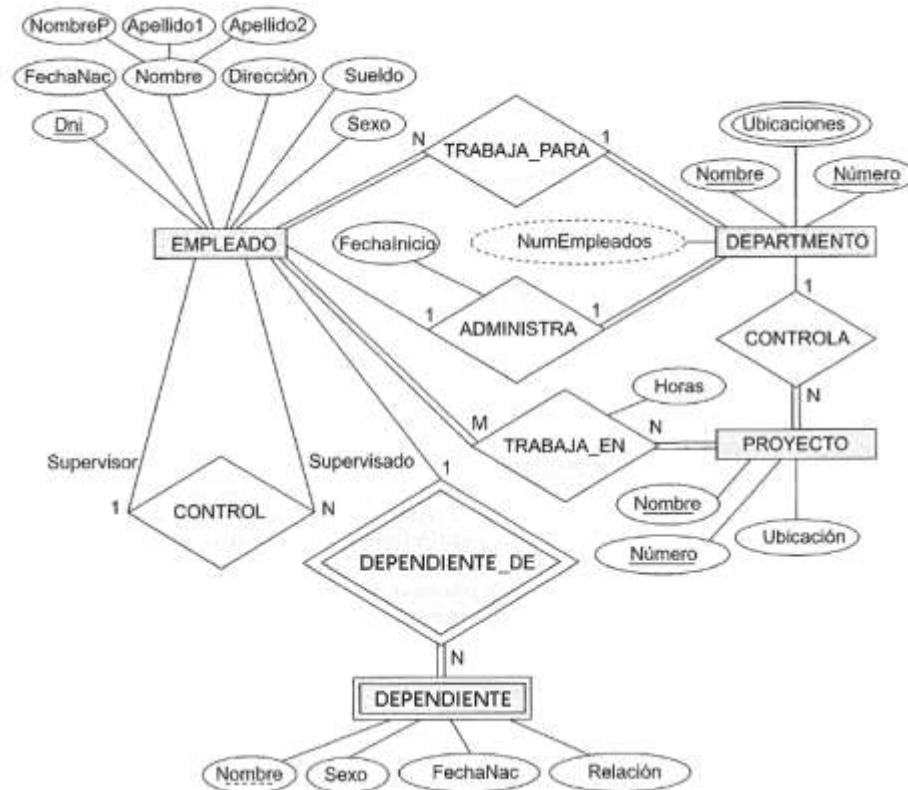 NombreP Apellido1 Apellido2
FechaNac Nombre Dirección Sueldo
Dni Sexo
N TRABAJA_PARA 1
Ubicaciones
Nombre Número
EMPLEADO FechaInicio NumEmpleados DEPARTMENTO
1 ADMINISTRA 1
1
CONTROLA
N
Horas
M TRABAJA_EN N
PROYECTO
Nombre
Número
Ubicación
Supervisor Supervisado 1
1 CONTROL N
DEPENDIENTE_DE
N
DEPENDIENTE
Nombre Sexo FechaNac Relación